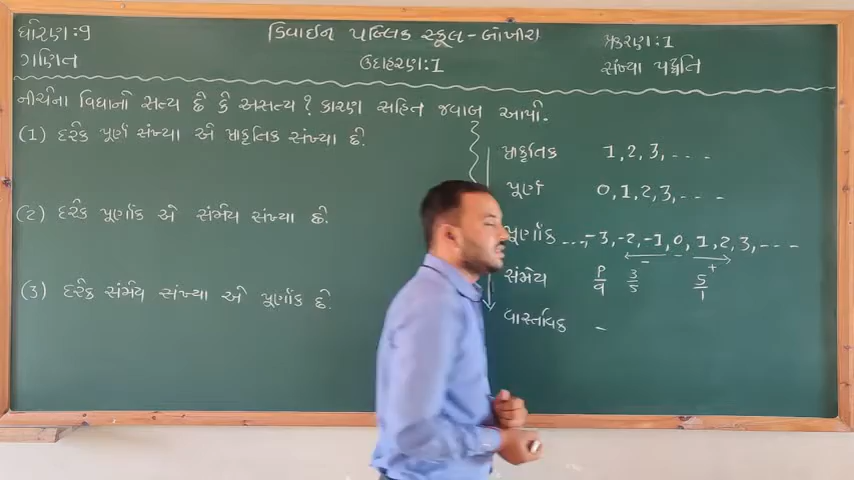 ધોરણ:9
ગણિત
ડિવાઈન પબ્લિક સ્કૂલ-બાંખીરા
ઉદાહરણ:1
પ્રકરણ:1
સંખ્યા પદ્ધતિ
નીચેના વિધાનો સત્ય છે કે અસત્ય? કારણ સહિત જવાબ આપો.
(1) દરેક પૂર્ણ સંખ્યા એ પ્રાકૃતિક સંખ્યા છે.
(2) દરેક પૂર્ણાંક એ સંમેય સંખ્યા છે.
(3) દરેક સંમેય સંખ્યા એ પૂર્ણાંક છે.
પ્રાકૃતિક 1,2,3,---
પૂર્ણ 0,1,2,3,----
પૂર્ણાંક ...,-3,-2,-1,0,1,2,3,----
- +
સંમેય p/q 3/5 5/1
વાસ્તવિક -